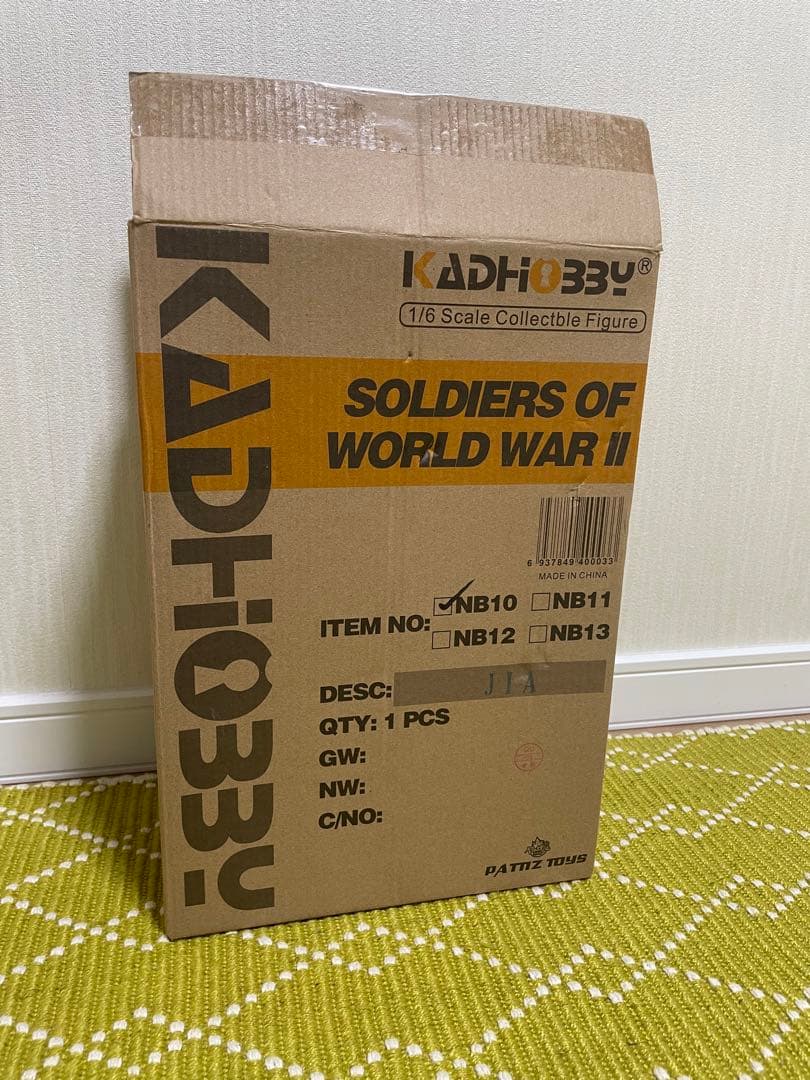 KADHOBBY
KADHOBBY®
1/6 Scale Collectble Figure
SOLDIERS OF
WORLD WAR II
6 937849 400033
MADE IN CHINA
ITEM NO: NB10 NB11
NB12 NB13
DESC: JIA
QTY: 1 PCS
GW:
NW:
C/NO:
PATNZ TOYS